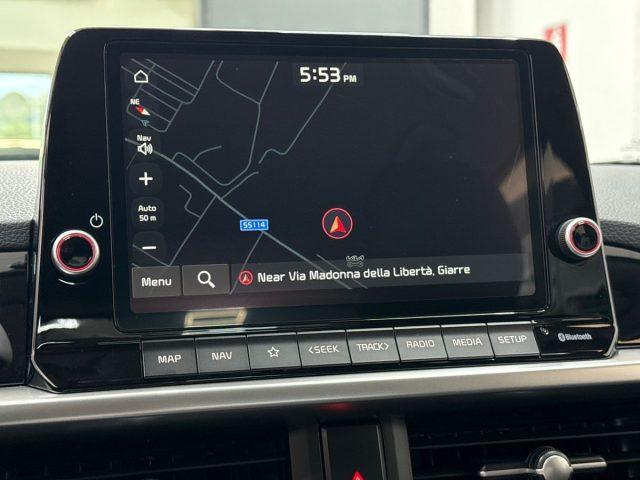 5:53 PM
NE
Nav
+
Auto
50 m
−
SS114
Menu
Near Via Madonna della Libertà, Giarre
MAP
NAV
☆
<SEEK
TRACK>
RADIO
MEDIA
SETUP
Bluetooth